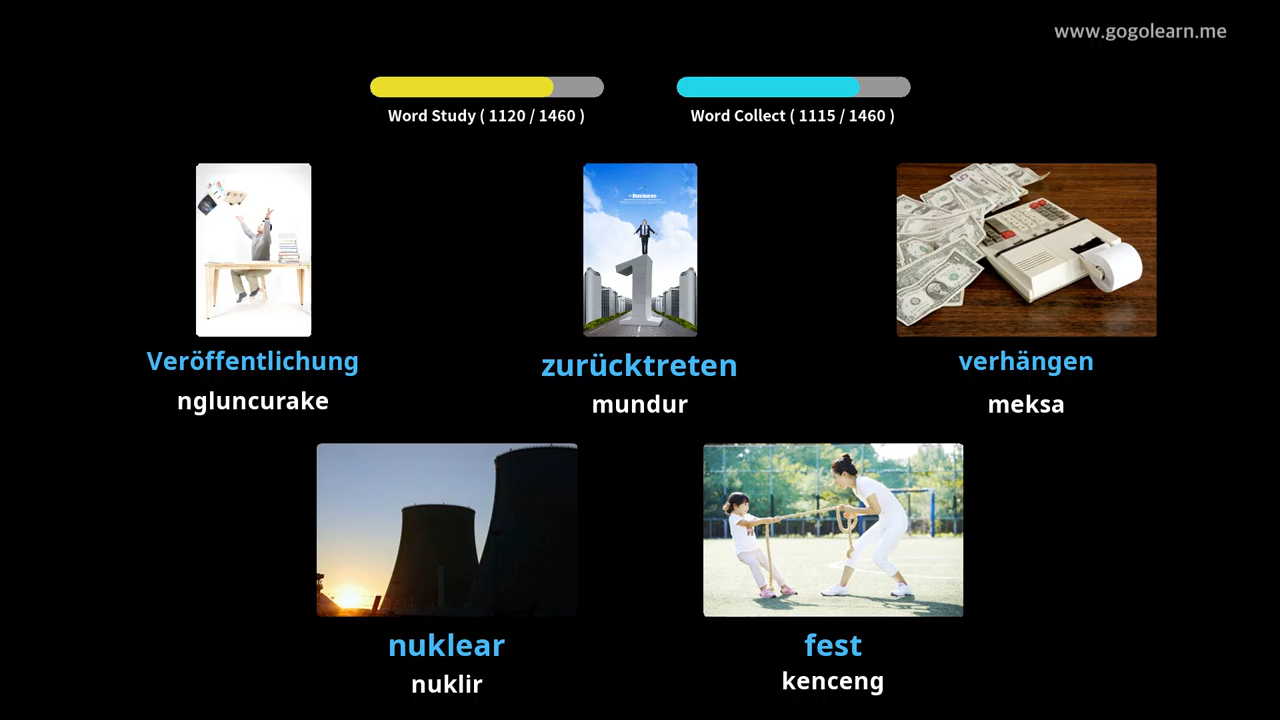 www.gogolearn.me
Word Study ( 1120 / 1460 )
Word Collect ( 1115 / 1460 )
Business
Veröffentlichung
zurücktreten
verhängen
ngluncurake
mundur
meksa
nuklear
fest
nuklir
kenceng